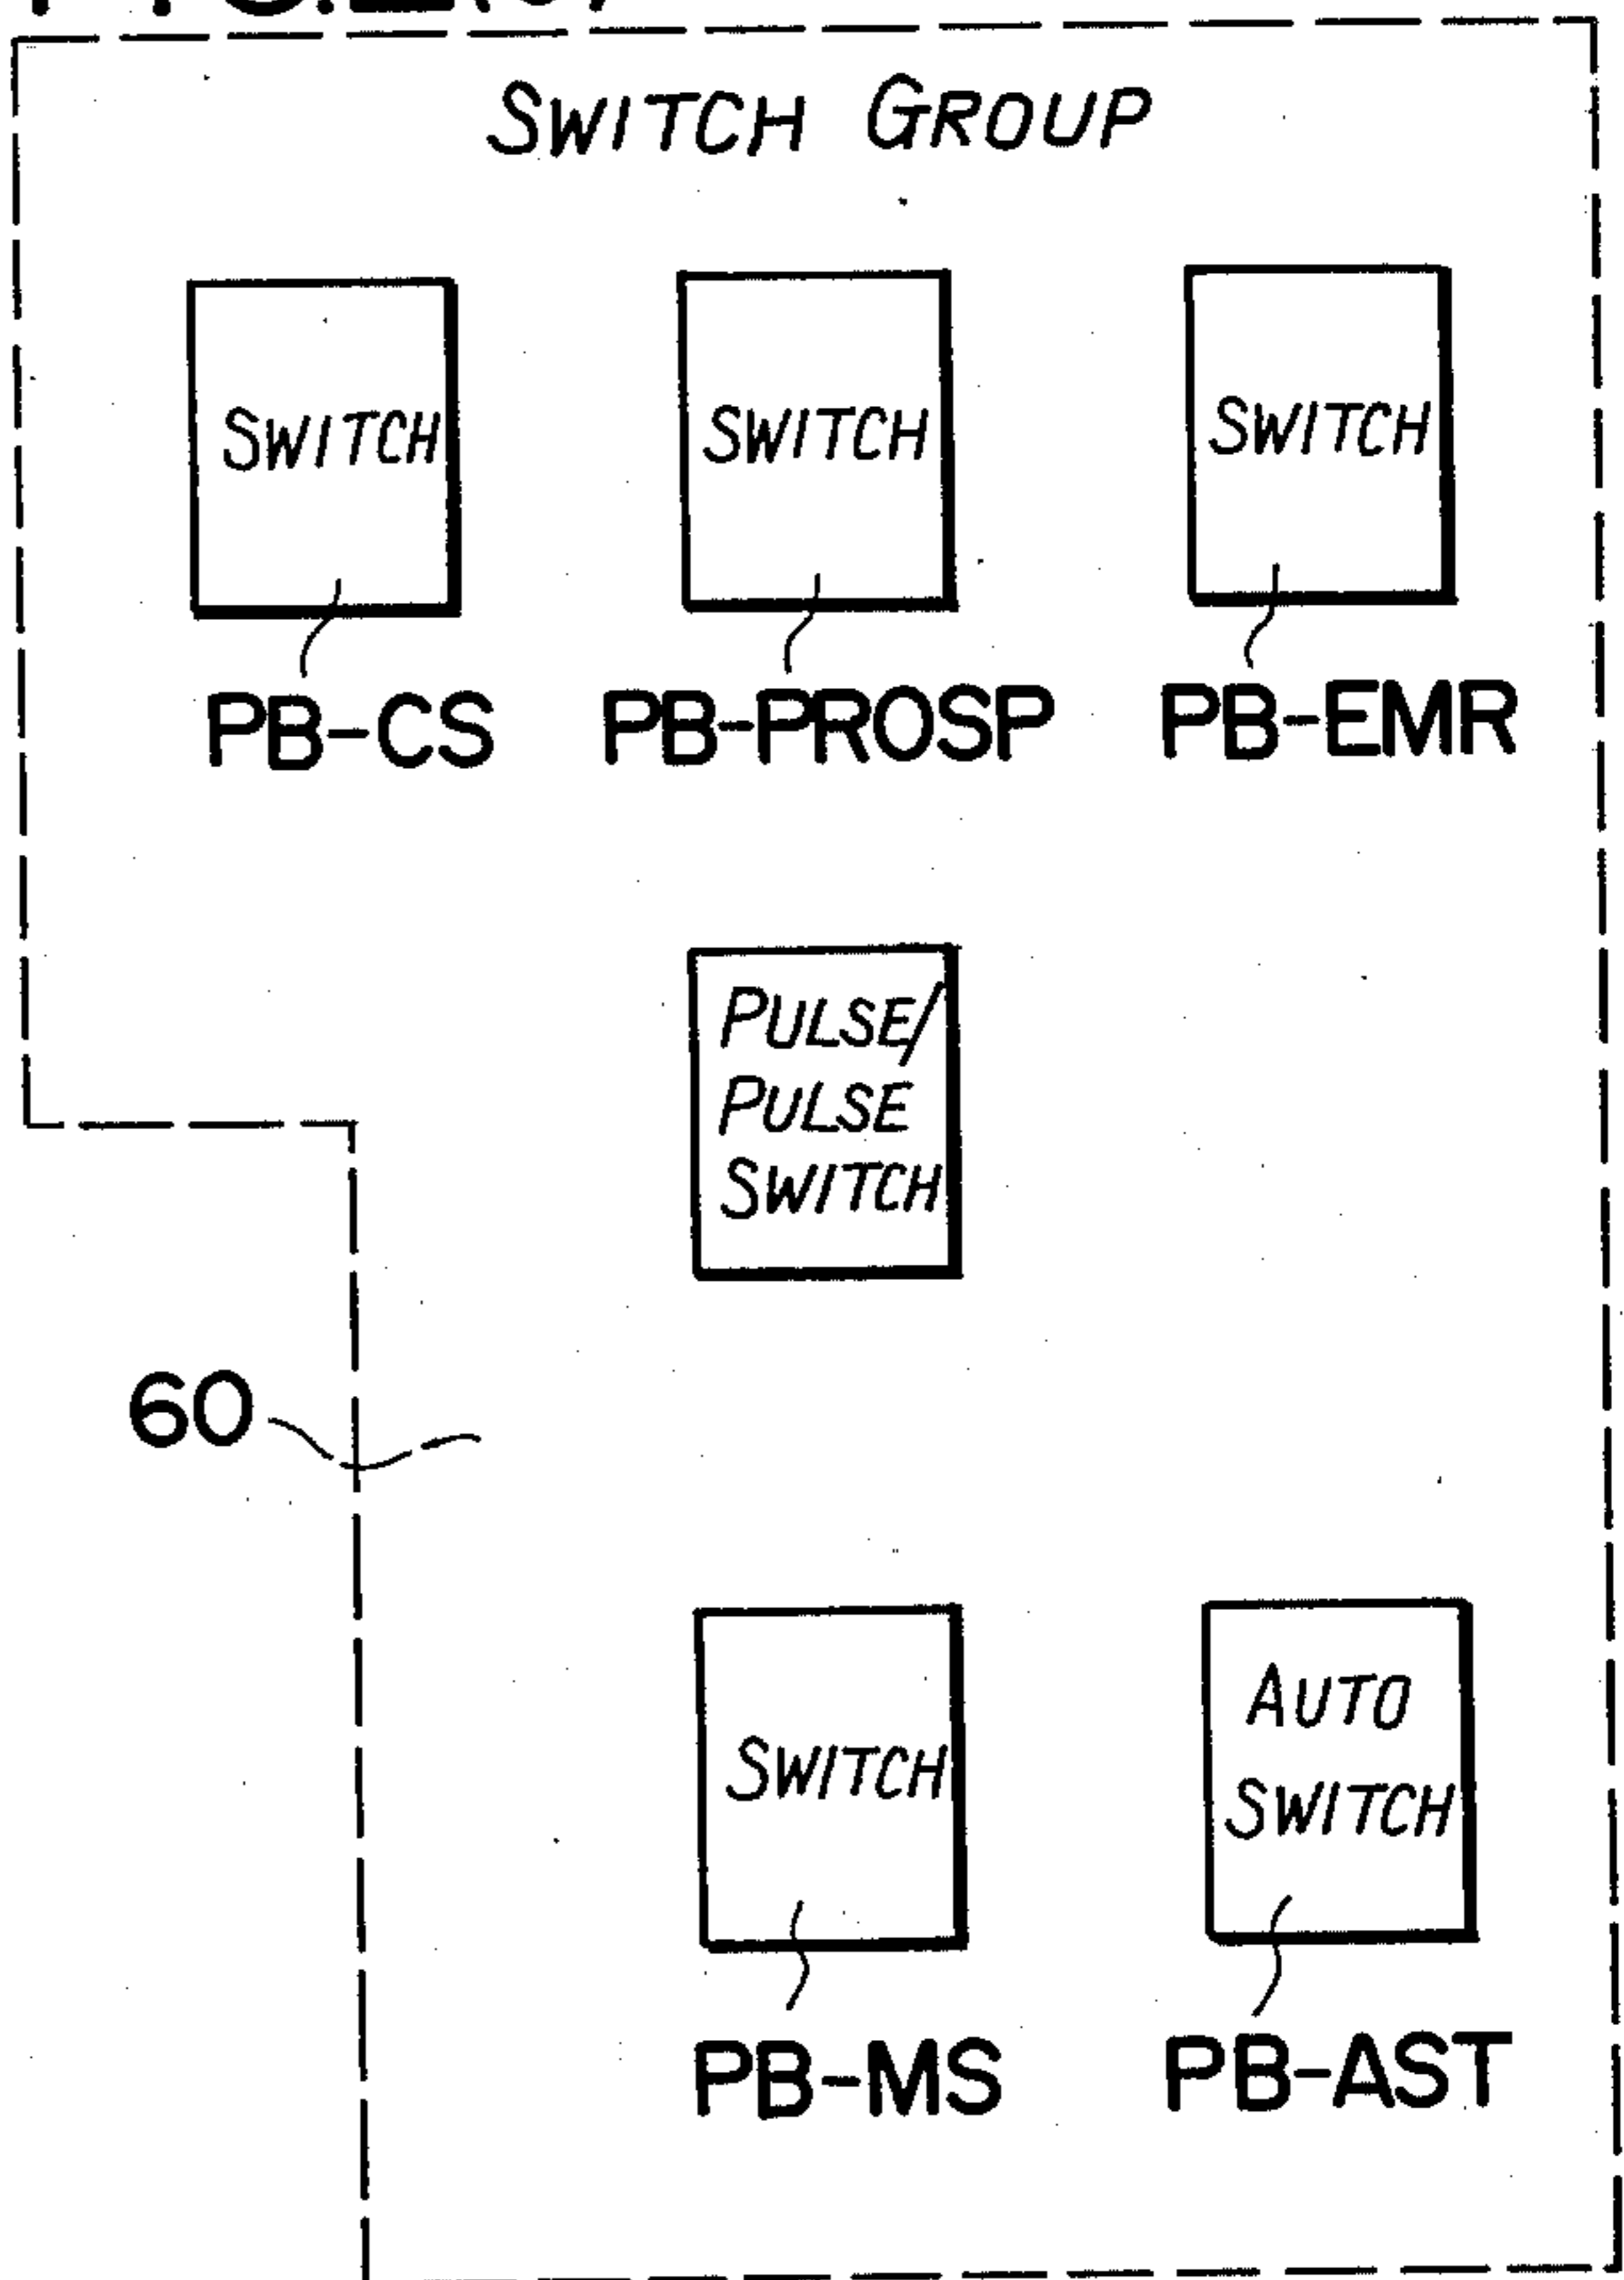 SWITCH GROUP
SWITCH SWITCH SWITCH
PB-CS PB-PROSP PB-EMR
PULSE/
PULSE
SWITCH
60
SWITCH
AUTO
SWITCH
PB-MS PB-AST